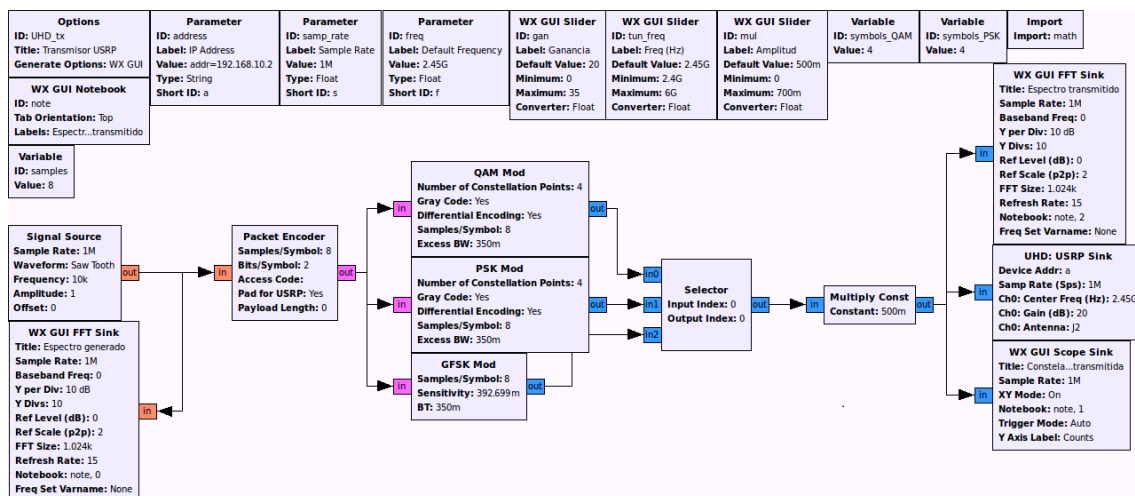 Options
ID: UHD_tx
Title: Transmisor USRP
Generate Options: WX GUI
Parameter
ID: address
Label: IP Address
Value: addr=192.168.10.2
Type: String
Short ID: a
Parameter
ID: samp_rate
Label: Sample Rate
Value: 1M
Type: Float
Short ID: s
Parameter
ID: freq
Label: Default Frequency
Value: 2.45G
Type: Float
Short ID: f
WX GUI Slider
ID: gan
Label: Ganancia
Default Value: 20
Minimum: 0
Maximum: 35
Converter: Float
WX GUI Slider
ID: tun_freq
Label: Freq (Hz)
Default Value: 2.45G
Minimum: 2.4G
Maximum: 6G
Converter: Float
WX GUI Slider
ID: mul
Label: Amplitud
Default Value: 500m
Minimum: 0
Maximum: 700m
Converter: Float
Variable
ID: symbols_QAM
Value: 4
Variable
ID: symbols_PSK
Value: 4
Import
Import: math
WX GUI Notebook
ID: note
Tab Orientation: Top
Labels: Espectr...transmitido
Variable
ID: samples
Value: 8
Signal Source
Sample Rate: 1M
Waveform: Saw Tooth
Frequency: 10k
Amplitude: 1
Offset: 0
out
WX GUI FFT Sink
Title: Espectro generado
Sample Rate: 1M
Baseband Freq: 0
Y per Div: 10 dB
Y Divs: 10
Ref Level (dB): 0
Ref Scale (p2p): 2
FFT Size: 1.024k
Refresh Rate: 15
Notebook: note, 0
Freq Set Varname: None
in
in
Packet Encoder
Samples/Symbol: 8
Bits/Symbol: 2
Access Code:
Pad for USRP: Yes
Payload Length: 0
out
in
QAM Mod
Number of Constellation Points: 4
Gray Code: Yes
Differential Encoding: Yes
Samples/Symbol: 8
Excess BW: 350m
out
in
PSK Mod
Number of Constellation Points: 4
Gray Code: Yes
Differential Encoding: Yes
Samples/Symbol: 8
Excess BW: 350m
out
in
GFSK Mod
Samples/Symbol: 8
Sensitivity: 392.699m
BT: 350m
out
in0
in1
in2
Selector
Input Index: 0
Output Index: 0
out
in
Multiply Const
Constant: 500m
out
in
WX GUI FFT Sink
Title: Espectro transmitido
Sample Rate: 1M
Baseband Freq: 0
Y per Div: 10 dB
Y Divs: 10
Ref Level (dB): 0
Ref Scale (p2p): 2
FFT Size: 1.024k
Refresh Rate: 15
Notebook: note, 2
Freq Set Varname: None
in
UHD: USRP Sink
Device Addr: a
Samp Rate (Sps): 1M
Ch0: Center Freq (Hz): 2.45G
Ch0: Gain (dB): 20
Ch0: Antenna: J2
in
WX GUI Scope Sink
Title: Constela...transmitida
Sample Rate: 1M
XY Mode: On
Notebook: note, 1
Trigger Mode: Auto
Y Axis Label: Counts